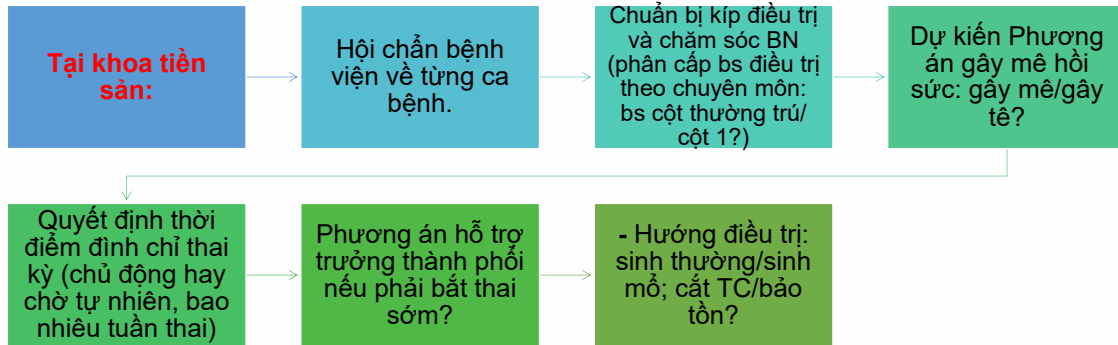 Tại khoa tiền
sản:
Hội chẩn bệnh
viện về từng ca
bệnh.
Chuẩn bị kíp điều trị
và chăm sóc BN
(phân cấp bs điều trị
theo chuyên môn:
bs cột thường trú/
cột 1?)
Dự kiến Phương
án gây mê hồi
sức: gây mê/gây
tê?
Quyết định thời
điểm đình chỉ thai
kỳ (chủ động hay
chờ tự nhiên, bao
nhiêu tuần thai)
Phương án hỗ trợ
trưởng thành phổi
nếu phải bắt thai
sớm?
- Hướng điều trị:
sinh thường/sinh
mổ; cắt TC/bảo
tồn?